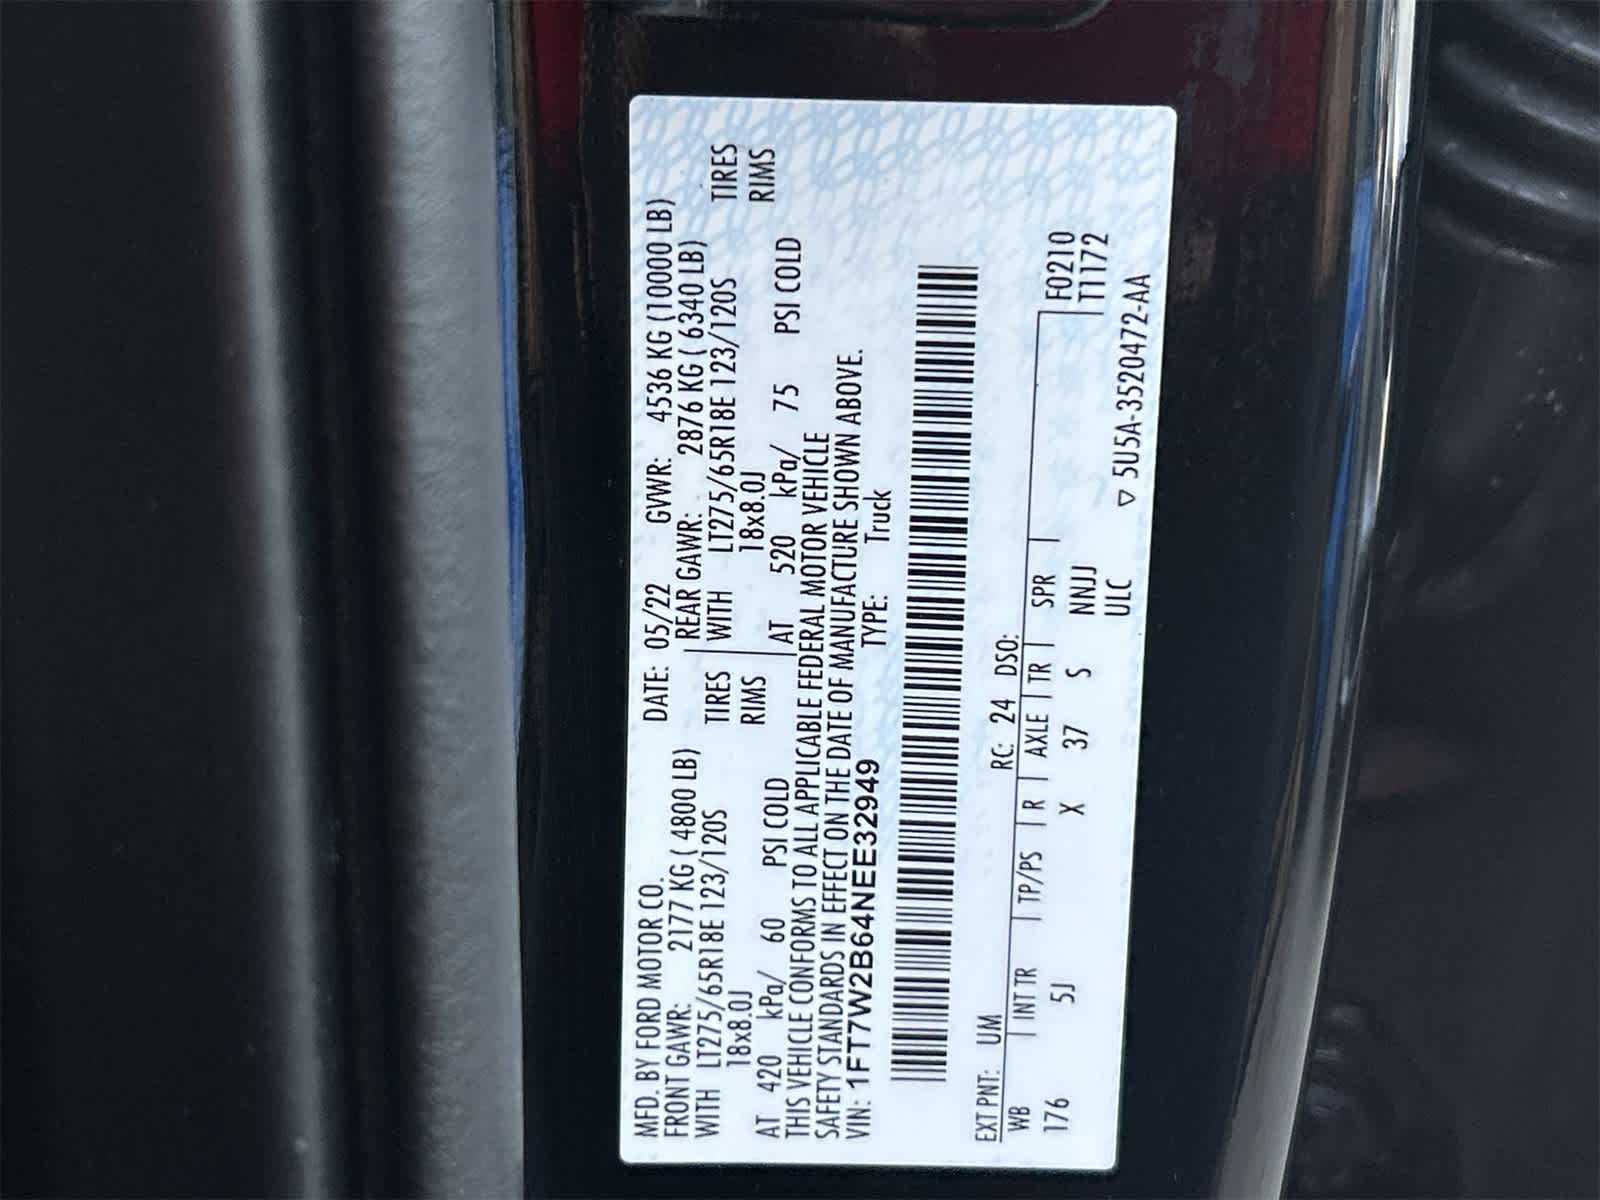 MFD. BY FORD MOTOR CO. DATE: 05/22 GVWR: 4536 KG (10000 LB)
FRONT GAWR: 2177 KG ( 4800 LB) REAR GAWR: 2876 KG ( 6340 LB)
WITH LT275/65R18E 123/120S TIRES WITH LT275/65R18E 123/120S TIRES
18x8.0J RIMS 18x8.0J RIMS
AT 420 kPa/ 60 PSI COLD AT 520 kPa/ 75 PSI COLD
THIS VEHICLE CONFORMS TO ALL APPLICABLE FEDERAL MOTOR VEHICLE
SAFETY STANDARDS IN EFFECT ON THE DATE OF MANUFACTURE SHOWN ABOVE.
VIN: 1FT7W2B64NEE32949 TYPE: Truck
EXT PNT: UM RC: 24 DSO:
WB INT TR TP/PS R AXLE TR SPR F0210
176 5J X 37 S NNJJ T1172
ULC
▽ 5U5A-3520472-AA